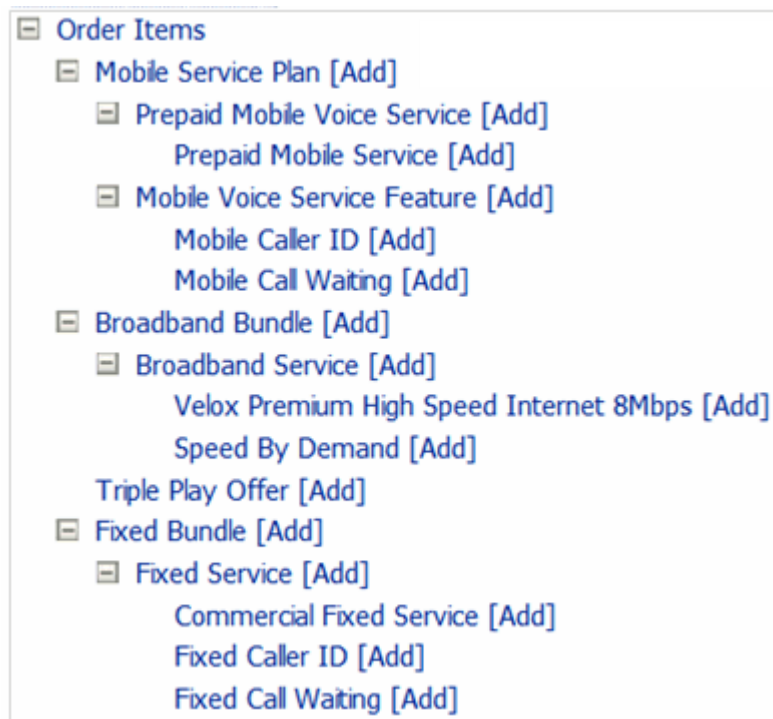 Order Items
Mobile Service Plan [Add]
Prepaid Mobile Voice Service [Add]
Prepaid Mobile Service [Add]
Mobile Voice Service Feature [Add]
Mobile Caller ID [Add]
Mobile Call Waiting [Add]
Broadband Bundle [Add]
Broadband Service [Add]
Velox Premium High Speed Internet 8Mbps [Add]
Speed By Demand [Add]
Triple Play Offer [Add]
Fixed Bundle [Add]
Fixed Service [Add]
Commercial Fixed Service [Add]
Fixed Caller ID [Add]
Fixed Call Waiting [Add]